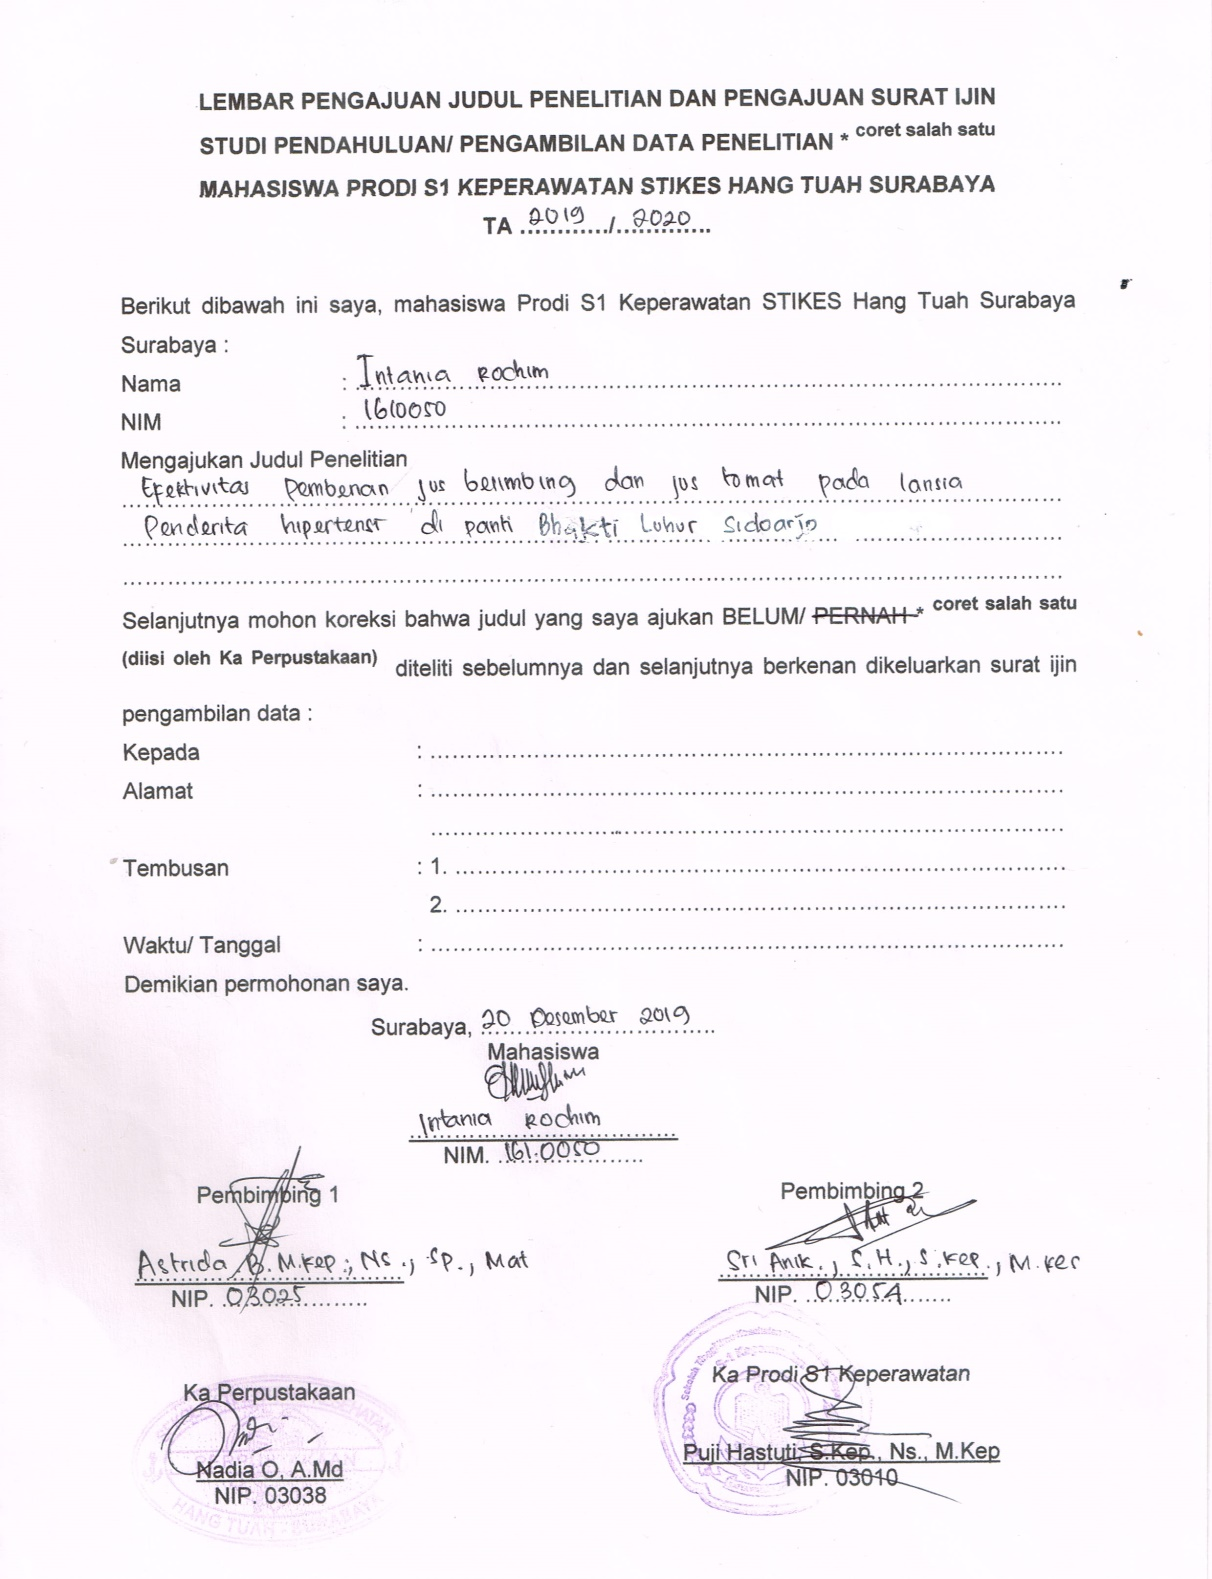 LEMBAR PENGAJUAN JUDUL PENELITIAN DAN PENGAJUAN SURAT IJIN
STUDI PENDAHULUAN/ PENGAMBILAN DATA PENELITIAN * coret salah satu
MAHASISWA PRODI S1 KEPERAWATAN STIKES HANG TUAH SURABAYA
TA 2019 / 2020
Berikut dibawah ini saya, mahasiswa Prodi S1 Keperawatan STIKES Hang Tuah Surabaya
Surabaya :
Nama : Intania Rochim
NIM : 1610050
Mengajukan Judul Penelitian
Efektivitas Pemberian jus belimbing dan jus tomat pada lansia
Penderita hipertensi di panti Bhakti Luhur Sidoarjo
Selanjutnya mohon koreksi bahwa judul yang saya ajukan BELUM/ PERNAH * coret salah satu
(diisi oleh Ka Perpustakaan) diteliti sebelumnya dan selanjutnya berkenan dikeluarkan surat ijin
pengambilan data :
Kepada :
Alamat :
Tembusan : 1.
2.
Waktu/ Tanggal :
Demikian permohonan saya.
Surabaya, 20 Desember 2019
Mahasiswa
Intania Rochim
NIM. 161.0050
Pembimbing 1 Pembimbing 2
Astrida B. M.Kep., Ns., Sp., Mat Sri Anik., S.H., S.Kep., M.Kes
NIP. 03025 NIP. 03054
Ka Perpustakaan Ka Prodi S1 Keperawatan
Nadia O, A.Md Puji Hastuti, S.Kep., Ns., M.Kep
NIP. 03038 NIP. 03010
HANG TUAH - SURABAYA